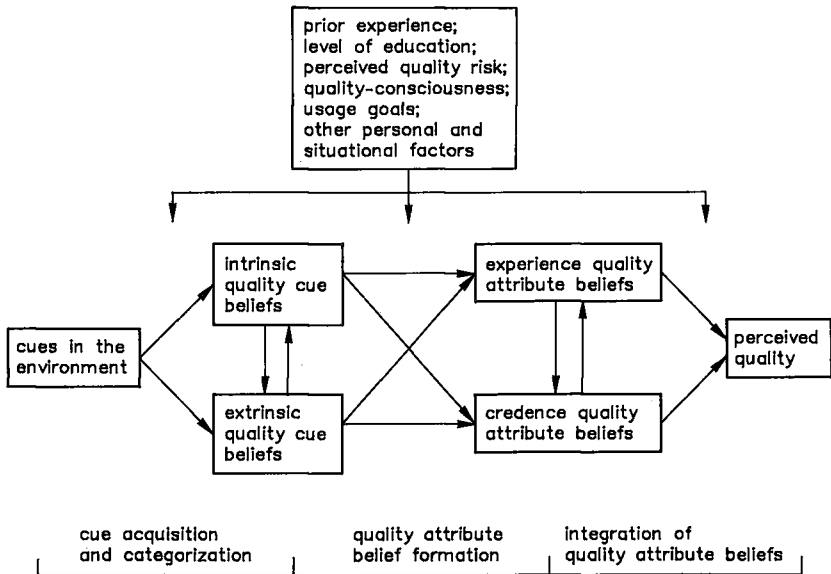 prior experience;
level of education;
perceived quality risk;
quality-consciousness;
usage goals;
other personal and
situational factors
intrinsic
quality cue
beliefs
experience quality
attribute beliefs
cues in the
environment
perceived
quality
extrinsic
quality cue
beliefs
credence quality
attribute beliefs
cue acquisition
and categorization
quality attribute
belief formation
integration of
quality attribute beliefs